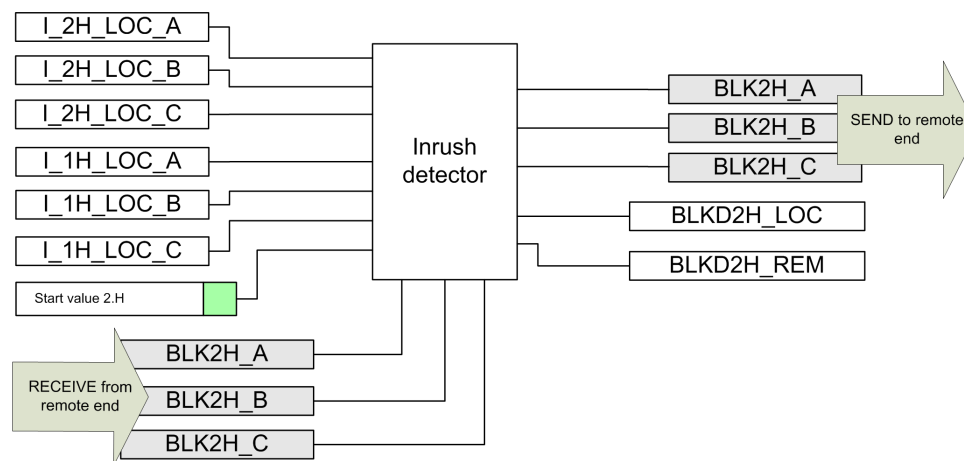 I_2H_LOC_A
I_2H_LOC_B
I_2H_LOC_C
I_1H_LOC_A
I_1H_LOC_B
I_1H_LOC_C
Start value 2.H
Inrush
detector
BLK2H_A
BLK2H_B
BLK2H_C
SEND to remote
end
BLKD2H_LOC
BLKD2H_REM
RECEIVE from
remote end
BLK2H_A
BLK2H_B
BLK2H_C